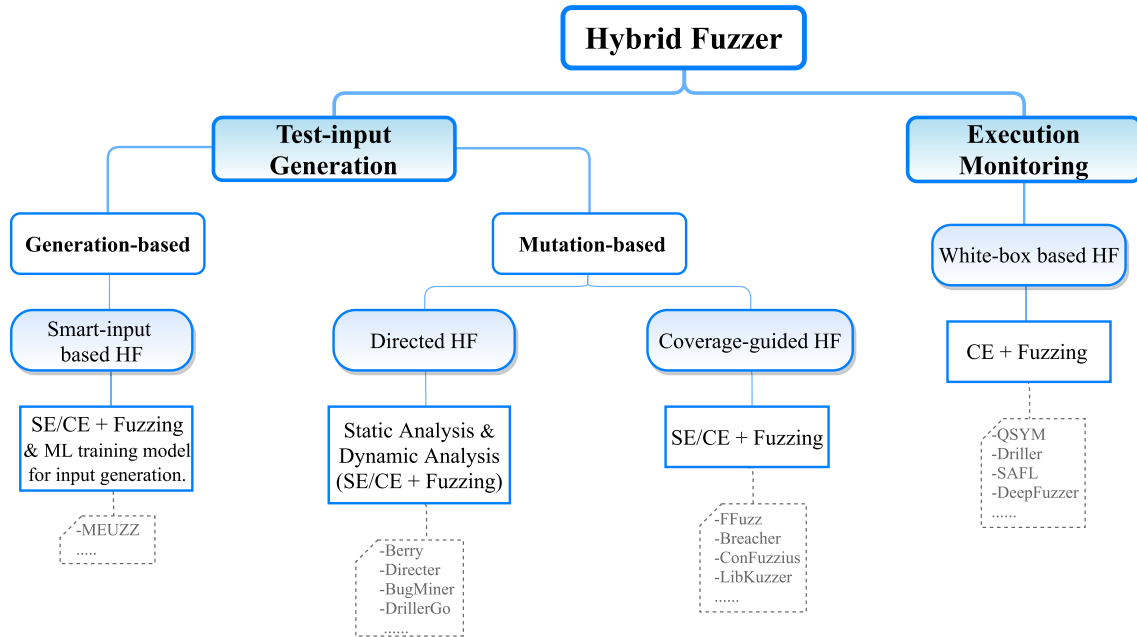 Hybrid Fuzzer
Test-input
Generation
Execution
Monitoring
Generation-based
Mutation-based
White-box based HF
Smart-input
based HF
Directed HF
Coverage-guided HF
CE + Fuzzing
SE/CE + Fuzzing
& ML training model
for input generation.
Static Analysis &
Dynamic Analysis
(SE/CE + Fuzzing)
SE/CE + Fuzzing
-QSYM
-Driller
-SAFL
-DeepFuzzer
......
-MEUZZ
.....
-Berry
-Directer
-BugMiner
-DrillerGo
......
-FFuzz
-Breacher
-ConFuzzius
-LibKuzzer
......